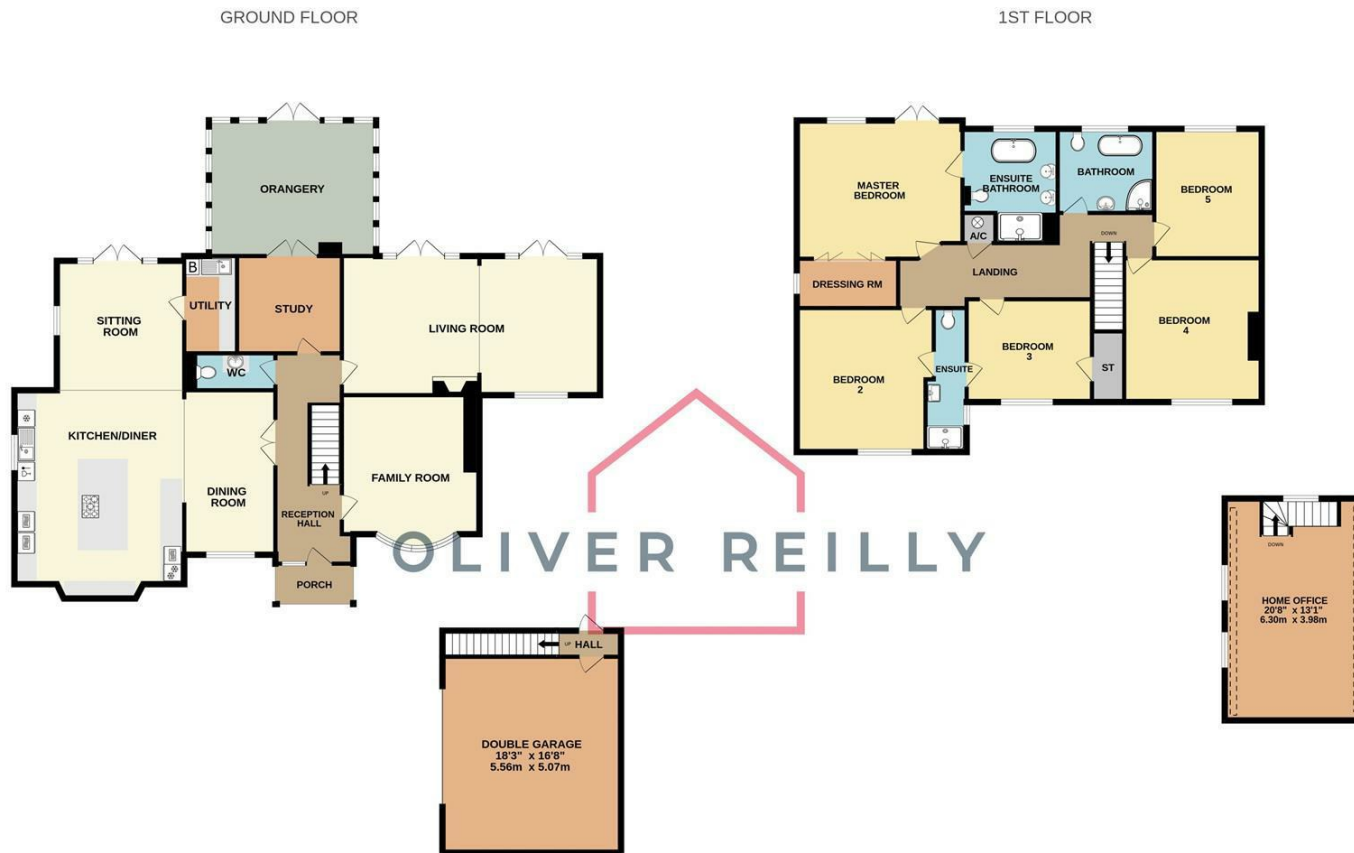 GROUND FLOOR
1ST FLOOR
ORANGERY
B
UTILITY
SITTING
ROOM
STUDY
LIVING ROOM
WC
KITCHEN/DINER
DINING
ROOM
UP
RECEPTION
HALL
FAMILY ROOM
PORCH
MASTER
BEDROOM
ENSUITE
BATHROOM
BATHROOM
BEDROOM
5
A/C
DOWN
LANDING
DRESSING RM
BEDROOM
2
ENSUITE
BEDROOM
3
ST
BEDROOM
4
OLIVER REILLY
UP
HALL
DOUBLE GARAGE
18'3" x 16'8"
5.56m x 5.07m
DOWN
HOME OFFICE
20'8" x 13'1"
6.30m x 3.98m